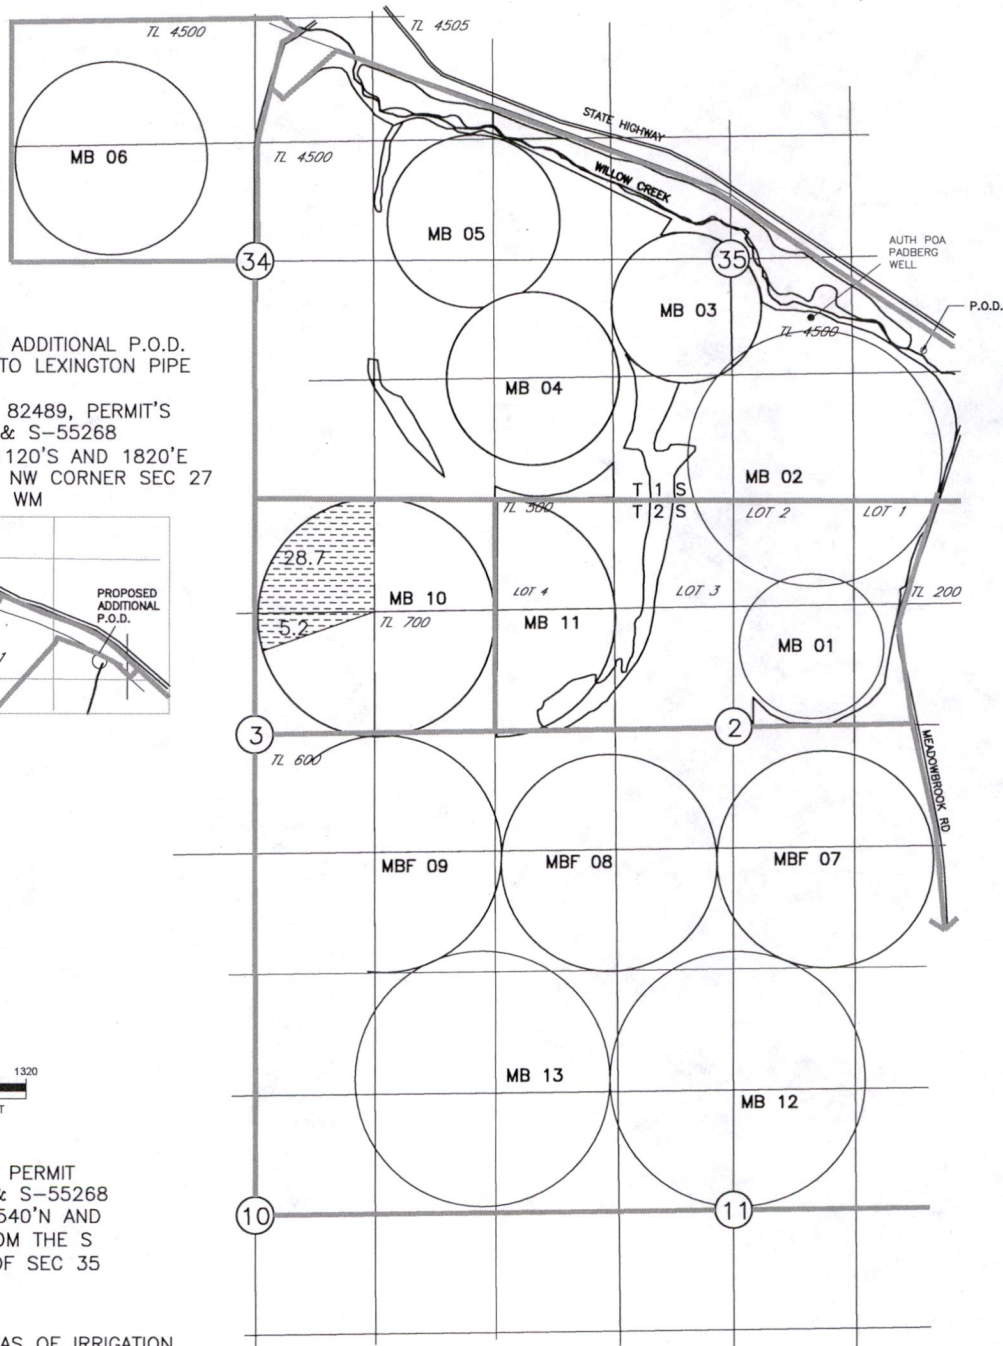 TL 4500
TL 4505
STATE HIGHWAY
MB 06
TL 4500
WILLOW CREEK
MB 05
34
35
AUTH POA
PADBERG
WELL
P.O.D.
MB 03
TL 4500
ADDITIONAL P.O.D.
TO LEXINGTON PIPE
82489, PERMIT'S
& S-55268
120'S AND 1820'E
NW CORNER SEC 27
WM
MB 04
MB 02
T 1 S
T 2 S
TL 300
LOT 2
LOT 1
28.7
5.2
MB 10
TL 700
LOT 4
MB 11
LOT 3
TL 200
MB 01
PROPOSED
ADDITIONAL
P.O.D.
3
2
TL 600
MEADOWBROOK RD
MBF 09
MBF 08
MBF 07
MB 13
MB 12
1320
T
PERMIT
& S-55268
540'N AND
OM THE S
OF SEC 35
10
11
AS OF IRRIGATION